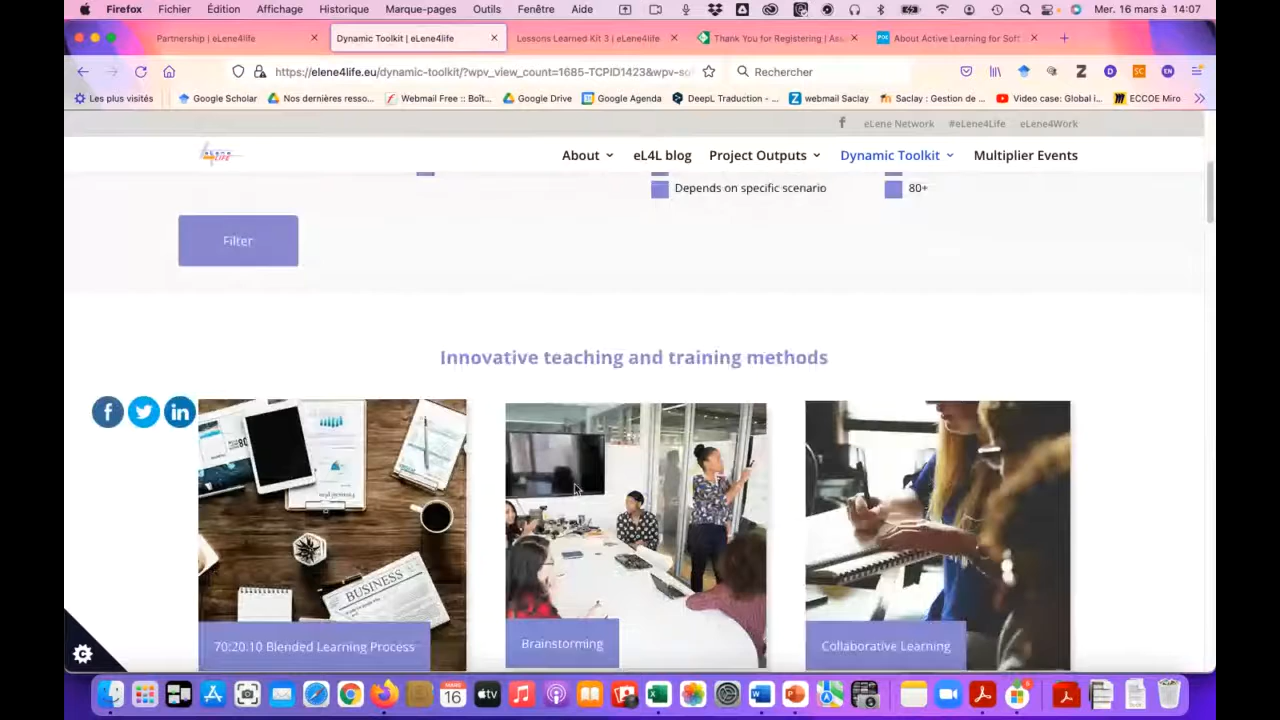 Firefox Fichier Édition Affichage Historique Marque-pages Outils Fenêtre Aide Mer. 16 mars à 14:07
Partnership | eLene4life
Dynamic Toolkit | eLene4life
Lessons Learned Kit 3 | eLene4life
Thank You for Registering |
About Active Learning for Soft
https://elene4life.eu/dynamic-toolkit/?wpv_view_count=1685-TCPID1423&wpv-so
Rechercher
Les plus visités Google Scholar Nos dernières resso... Webmail Free :: Boît... Google Drive Google Agenda DeepL Traduction - ... webmail Saclay Saclay : Gestion de ... Video case: Global i... ECCOE Miro
eLene Network #eLene4Life eLene4Work
About eL4L blog Project Outputs Dynamic Toolkit Multiplier Events
Depends on specific scenario 80+
Filter
Innovative teaching and training methods
BUSINESS
70:20:10 Blended Learning Process
Brainstorming
Collaborative Learning